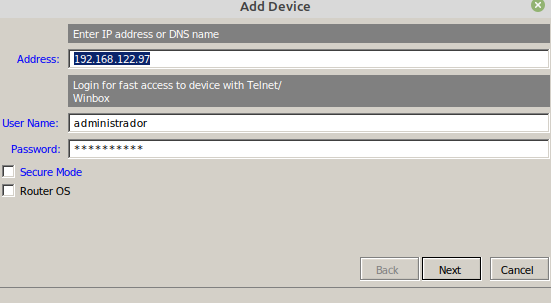 Add Device
Enter IP address or DNS name
Address: 192.168.122.97
Login for fast access to device with Telnet/
Winbox
User Name: administrador
Password: **********
Secure Mode
Router OS
Back Next Cancel